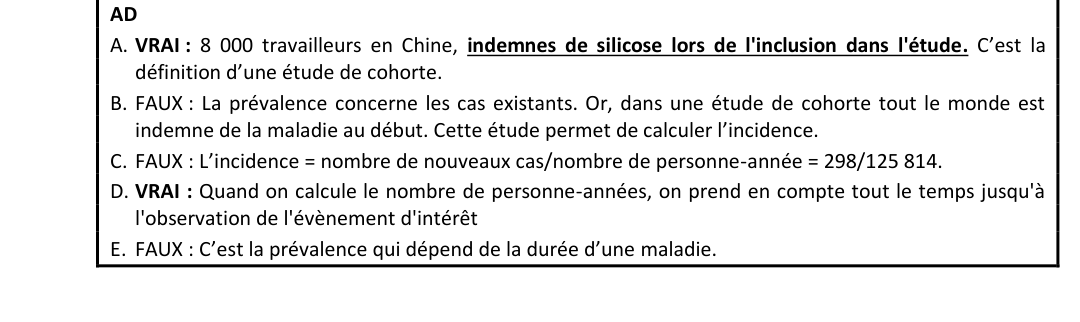 AD
A. VRAI : 8 000 travailleurs en Chine, indemnes de silicose lors de l'inclusion dans l'étude. C’est la
définition d’une étude de cohorte.
B. FAUX : La prévalence concerne les cas existants. Or, dans une étude de cohorte tout le monde est
indemne de la maladie au début. Cette étude permet de calculer l’incidence.
C. FAUX : L’incidence = nombre de nouveaux cas/nombre de personne-année = 298/125 814.
D. VRAI : Quand on calcule le nombre de personne-années, on prend en compte tout le temps jusqu'à
l'observation de l'évènement d'intérêt
E. FAUX : C’est la prévalence qui dépend de la durée d’une maladie.